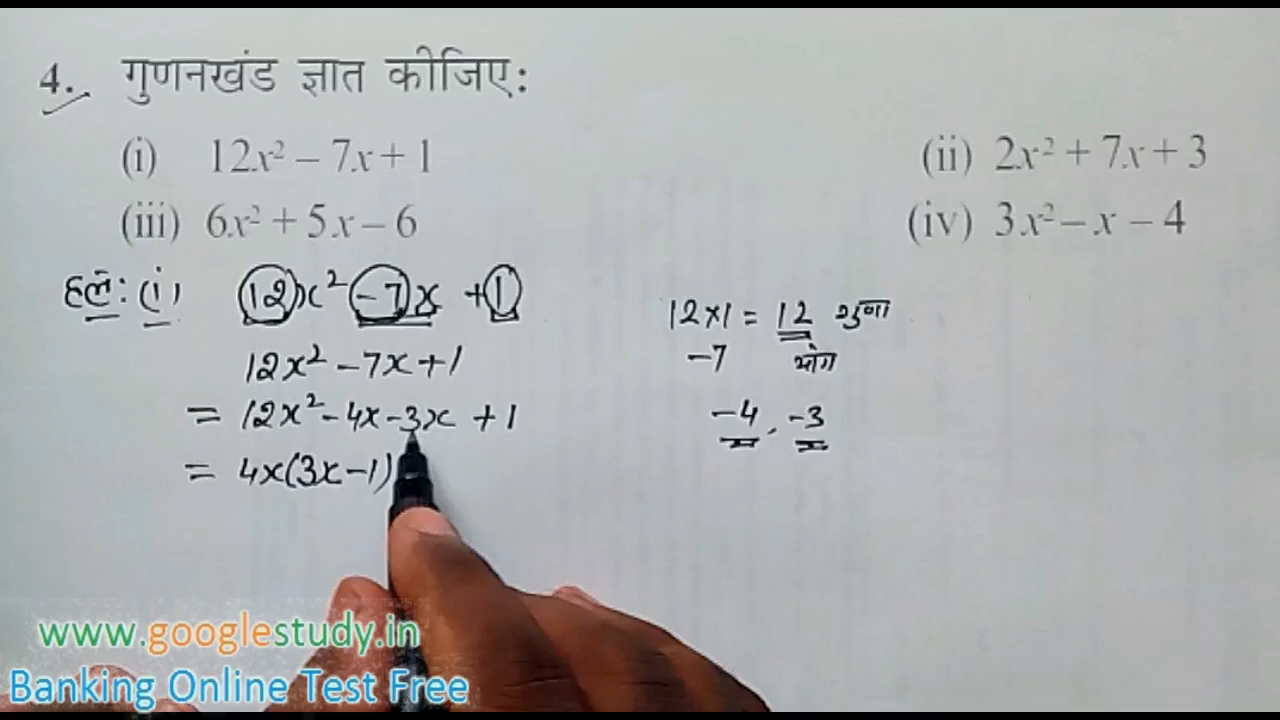 4. गुणनखंड ज्ञात कीजिए:
(i) 12x² – 7x + 1 (ii) 2x² + 7x + 3
(iii) 6x² + 5x – 6 (iv) 3x² – x – 4
हल: (i) 12x² -7x +1
12x² - 7x + 1
= 12x² - 4x - 3x + 1
= 4x(3x - 1)
12×1 = 12 गुणा
-7 योग
-4, -3
www.googlestudy.in
Banking Online Test Free